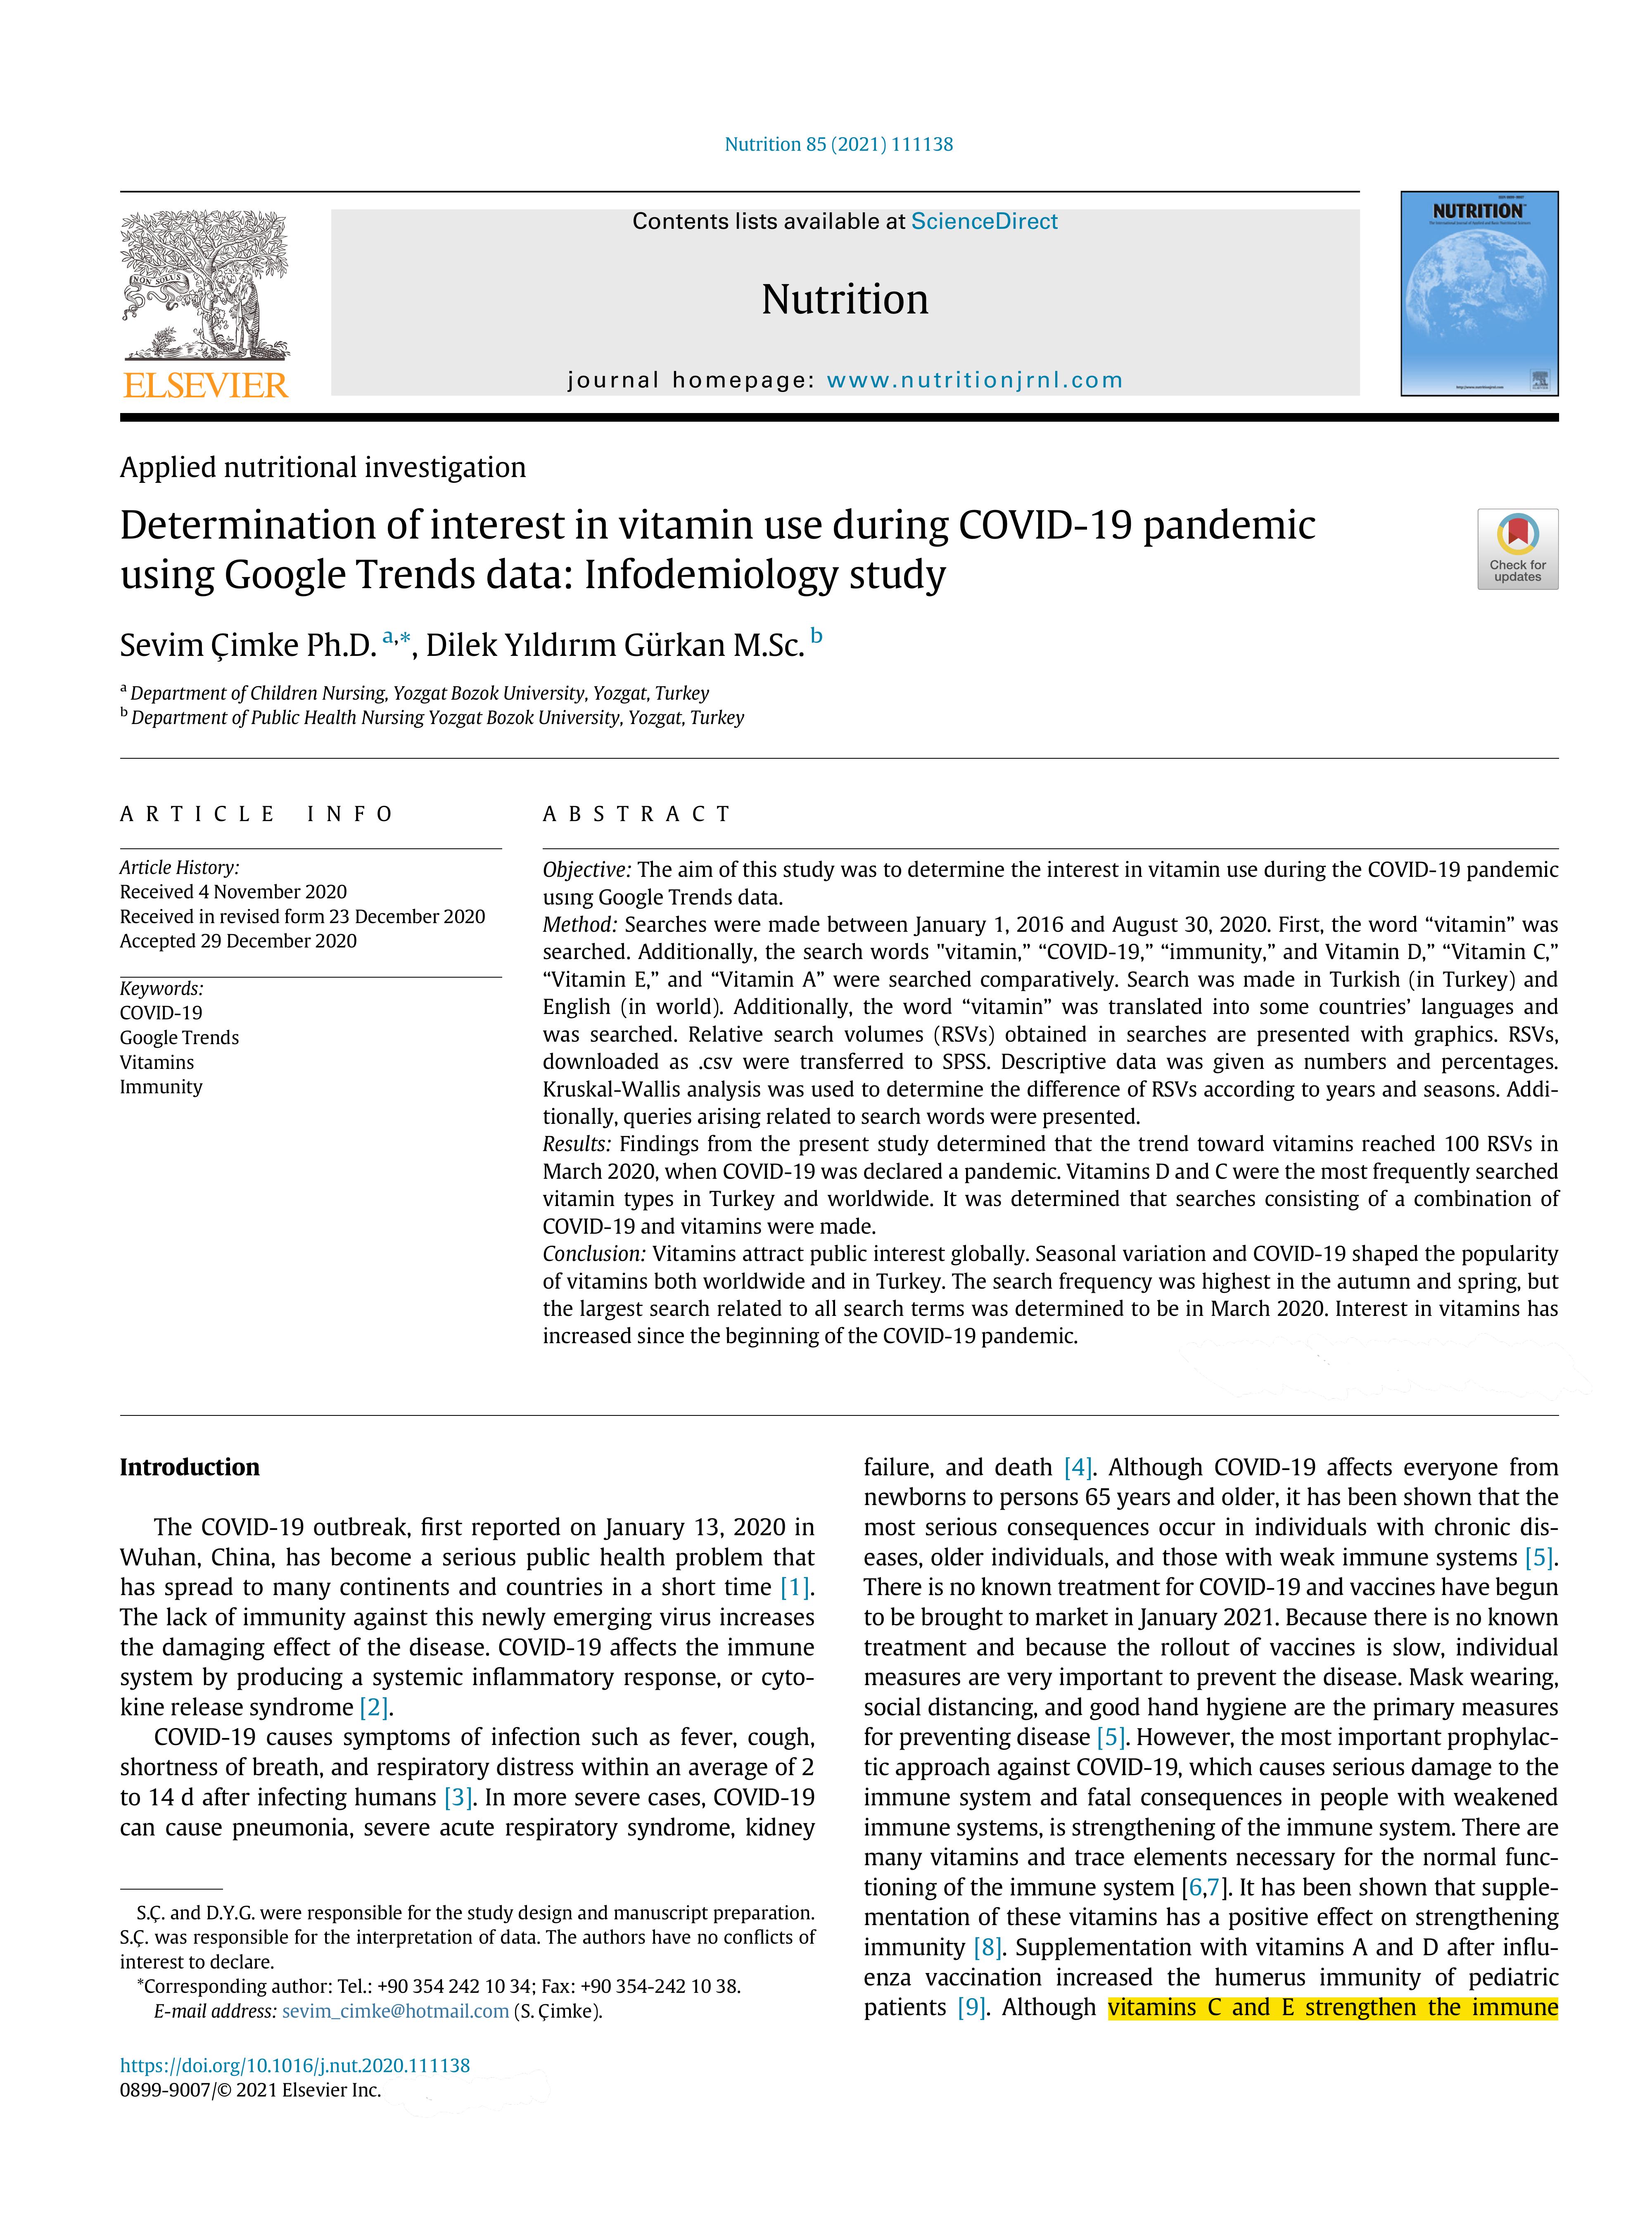 Nutrition 85 (2021) 111138
Contents lists available at ScienceDirect
Nutrition
journal homepage: www.nutritionjrnl.com
NON SOLUS
ELSEVIER
NUTRITION
Applied nutritional investigation
Determination of interest in vitamin use during COVID-19 pandemic
using Google Trends data: Infodemiology study
Check for
updates
Sevim Çimke Ph.D. a,*, Dilek Yıldırım Gürkan M.Sc. b
a Department of Children Nursing, Yozgat Bozok University, Yozgat, Turkey
b Department of Public Health Nursing Yozgat Bozok University, Yozgat, Turkey
ARTICLE INFO
Article History:
Received 4 November 2020
Received in revised form 23 December 2020
Accepted 29 December 2020
Keywords:
COVID-19
Google Trends
Vitamins
Immunity
ABSTRACT
Objective: The aim of this study was to determine the interest in vitamin use during the COVID-19 pandemic
usıng Google Trends data.
Method: Searches were made between January 1, 2016 and August 30, 2020. First, the word “vitamin” was
searched. Additionally, the search words "vitamin,” “COVID-19,” “immunity,” and Vitamin D,” “Vitamin C,”
“Vitamin E,” and “Vitamin A” were searched comparatively. Search was made in Turkish (in Turkey) and
English (in world). Additionally, the word “vitamin” was translated into some countries’ languages and
was searched. Relative search volumes (RSVs) obtained in searches are presented with graphics. RSVs,
downloaded as .csv were transferred to SPSS. Descriptive data was given as numbers and percentages.
Kruskal-Wallis analysis was used to determine the difference of RSVs according to years and seasons. Addi-
tionally, queries arising related to search words were presented.
Results: Findings from the present study determined that the trend toward vitamins reached 100 RSVs in
March 2020, when COVID-19 was declared a pandemic. Vitamins D and C were the most frequently searched
vitamin types in Turkey and worldwide. It was determined that searches consisting of a combination of
COVID-19 and vitamins were made.
Conclusion: Vitamins attract public interest globally. Seasonal variation and COVID-19 shaped the popularity
of vitamins both worldwide and in Turkey. The search frequency was highest in the autumn and spring, but
the largest search related to all search terms was determined to be in March 2020. Interest in vitamins has
increased since the beginning of the COVID-19 pandemic.
Introduction
The COVID-19 outbreak, first reported on January 13, 2020 in
Wuhan, China, has become a serious public health problem that
has spread to many continents and countries in a short time [1].
The lack of immunity against this newly emerging virus increases
the damaging effect of the disease. COVID-19 affects the immune
system by producing a systemic inflammatory response, or cyto-
kine release syndrome [2].
COVID-19 causes symptoms of infection such as fever, cough,
shortness of breath, and respiratory distress within an average of 2
to 14 d after infecting humans [3]. In more severe cases, COVID-19
can cause pneumonia, severe acute respiratory syndrome, kidney
S.Ç. and D.Y.G. were responsible for the study design and manuscript preparation.
S.Ç. was responsible for the interpretation of data. The authors have no conflicts of
interest to declare.
*Corresponding author: Tel.: +90 354 242 10 34; Fax: +90 354-242 10 38.
E-mail address: sevim_cimke@hotmail.com (S. Çimke).
failure, and death [4]. Although COVID-19 affects everyone from
newborns to persons 65 years and older, it has been shown that the
most serious consequences occur in individuals with chronic dis-
eases, older individuals, and those with weak immune systems [5].
There is no known treatment for COVID-19 and vaccines have begun
to be brought to market in January 2021. Because there is no known
treatment and because the rollout of vaccines is slow, individual
measures are very important to prevent the disease. Mask wearing,
social distancing, and good hand hygiene are the primary measures
for preventing disease [5]. However, the most important prophylac-
tic approach against COVID-19, which causes serious damage to the
immune system and fatal consequences in people with weakened
immune systems, is strengthening of the immune system. There are
many vitamins and trace elements necessary for the normal func-
tioning of the immune system [6,7]. It has been shown that supple-
mentation of these vitamins has a positive effect on strengthening
immunity [8]. Supplementation with vitamins A and D after influ-
enza vaccination increased the humerus immunity of pediatric
patients [9]. Although vitamins C and E strengthen the immune
https://doi.org/10.1016/j.nut.2020.111138
0899-9007/© 2021 Elsevier Inc.